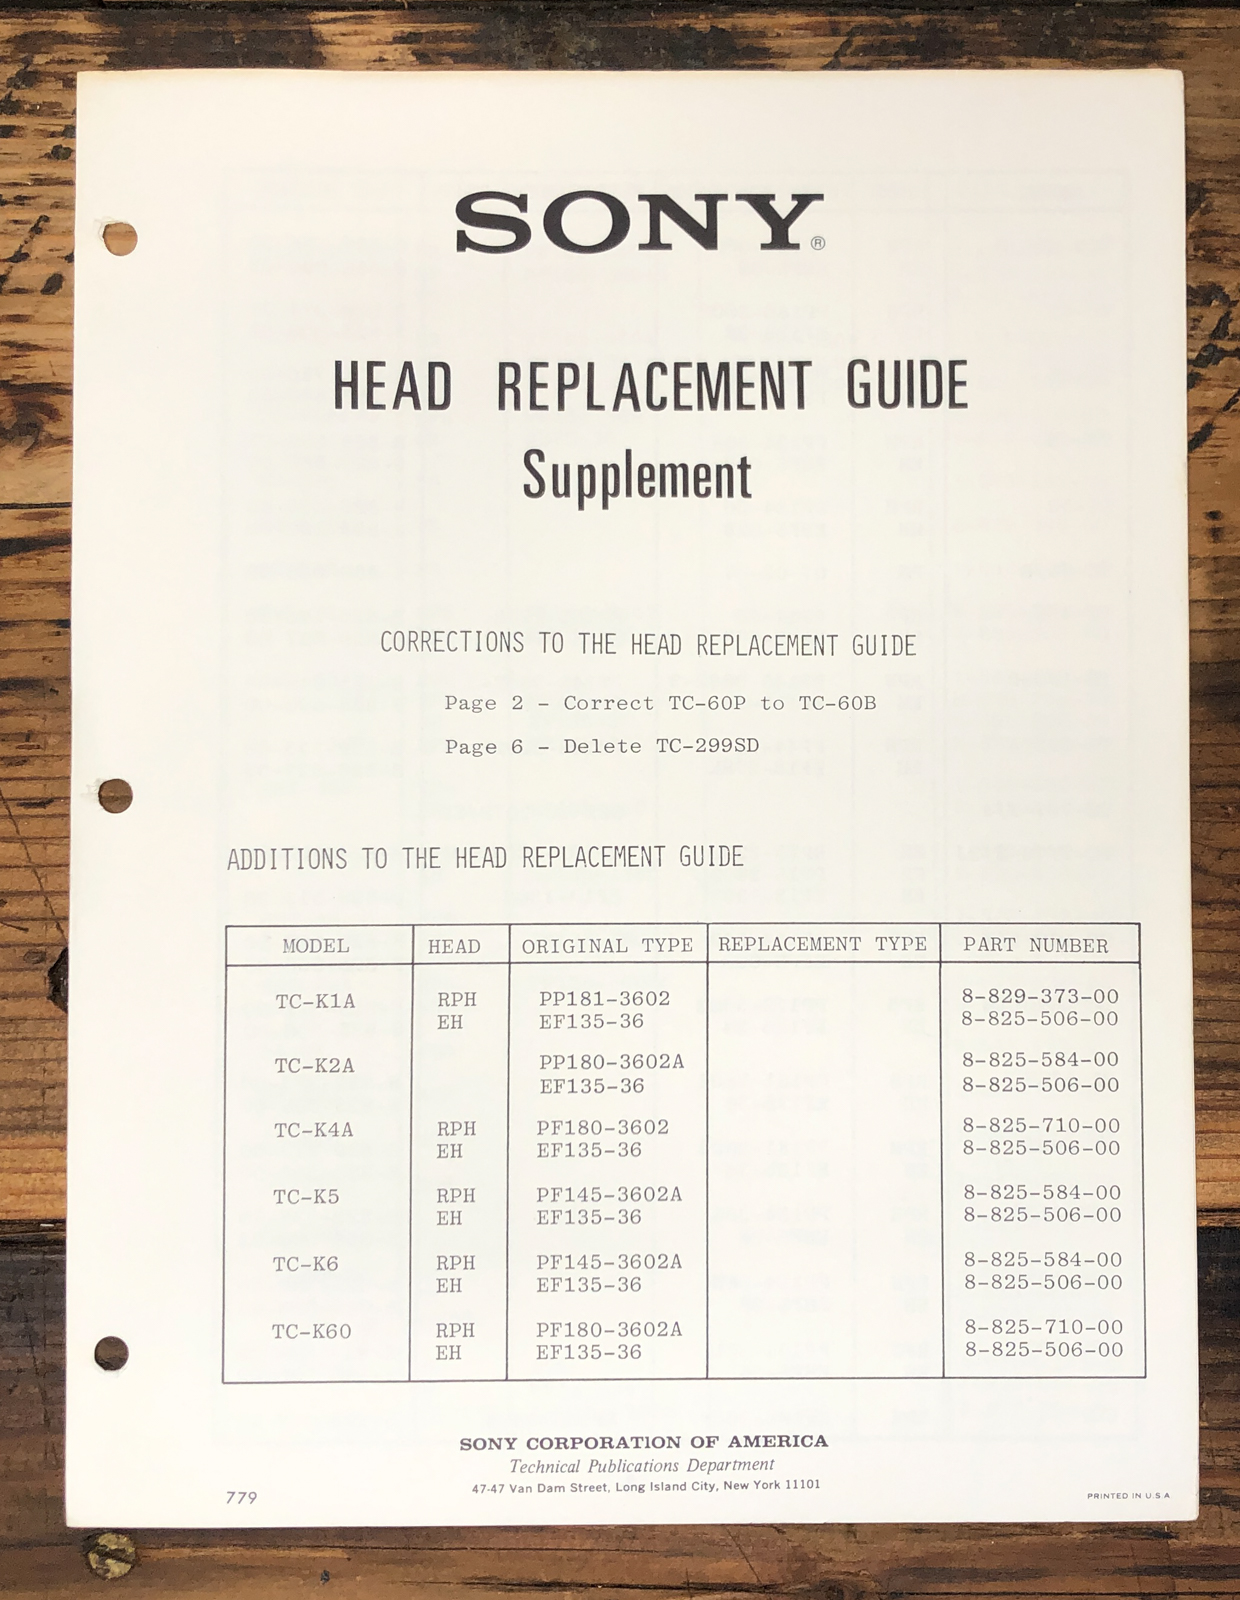 SONY®
HEAD REPLACEMENT GUIDE
Supplement
CORRECTIONS TO THE HEAD REPLACEMENT GUIDE
Page 2 - Correct TC-60P to TC-60B
Page 6 - Delete TC-299SD
ADDITIONS TO THE HEAD REPLACEMENT GUIDE
MODEL HEAD ORIGINAL TYPE REPLACEMENT TYPE PART NUMBER
TC-K1A RPH PP181-3602 8-829-373-00
EH EF135-36 8-825-506-00
TC-K2A PP180-3602A 8-825-584-00
EF135-36 8-825-506-00
TC-K4A RPH PF180-3602 8-825-710-00
EH EF135-36 8-825-506-00
TC-K5 RPH PF145-3602A 8-825-584-00
EH EF135-36 8-825-506-00
TC-K6 RPH PF145-3602A 8-825-584-00
EH EF135-36 8-825-506-00
TC-K60 RPH PF180-3602A 8-825-710-00
EH EF135-36 8-825-506-00
SONY CORPORATION OF AMERICA
Technical Publications Department
47-47 Van Dam Street, Long Island City, New York 11101
779
PRINTED IN U.S.A